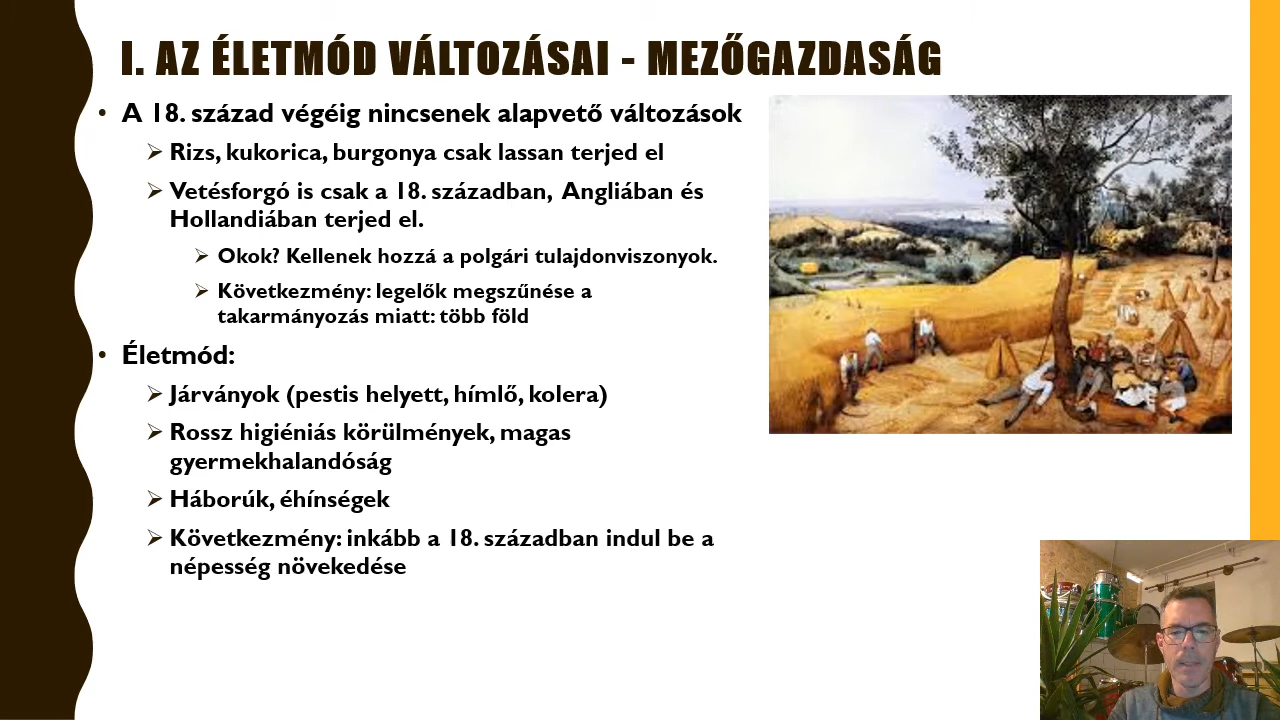 I. AZ ÉLETMÓD VÁLTOZÁSAI - MEZŐGAZDASÁG
• A 18. század végéig nincsenek alapvető változások
➢ Rizs, kukorica, burgonya csak lassan terjed el
➢ Vetésforgó is csak a 18. században, Angliában és
Hollandiában terjed el.
➢ Okok? Kellenek hozzá a polgári tulajdonviszonyok.
➢ Következmény: legelők megszűnése a
takarmányozás miatt: több föld
• Életmód:
➢ Járványok (pestis helyett, hímlő, kolera)
➢ Rossz higiéniás körülmények, magas
gyermekhalandóság
➢ Háborúk, éhínségek
➢ Következmény: inkább a 18. században indul be a
népesség növekedése